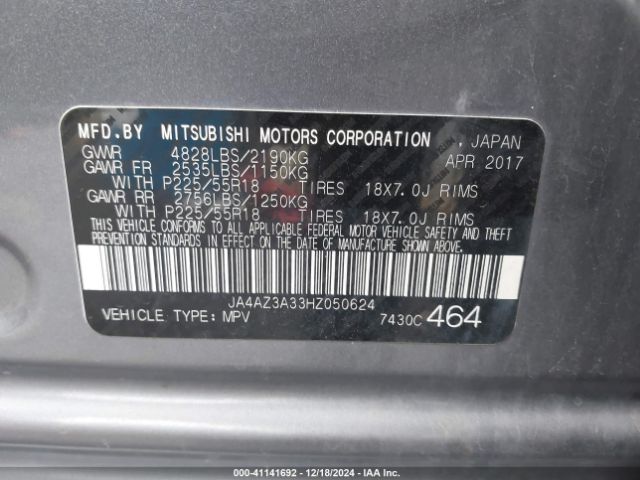 MFD.BY MITSUBISHI MOTORS CORPORATION , JAPAN
GVWR 4828LBS/2190KG APR 2017
GAWR FR 2535LBS/1150KG
WITH P225/55R18 TIRES 18X7.0J RIMS
GAWR RR 2756LBS/1250KG
WITH P225/55R18 TIRES 18X7.0J RIMS
THIS VEHICLE CONFORMS TO ALL APPLICABLE FEDERAL MOTOR VEHICLE SAFETY AND THEFT
PREVENTION STANDARDS IN EFFECT ON THE DATE OF MANUFACTURE SHOWN ABOVE.
JA4AZ3A33HZ050624
VEHICLE TYPE: MPV 7430C 464
000-41141692 - 12/18/2024 - IAAI.COM